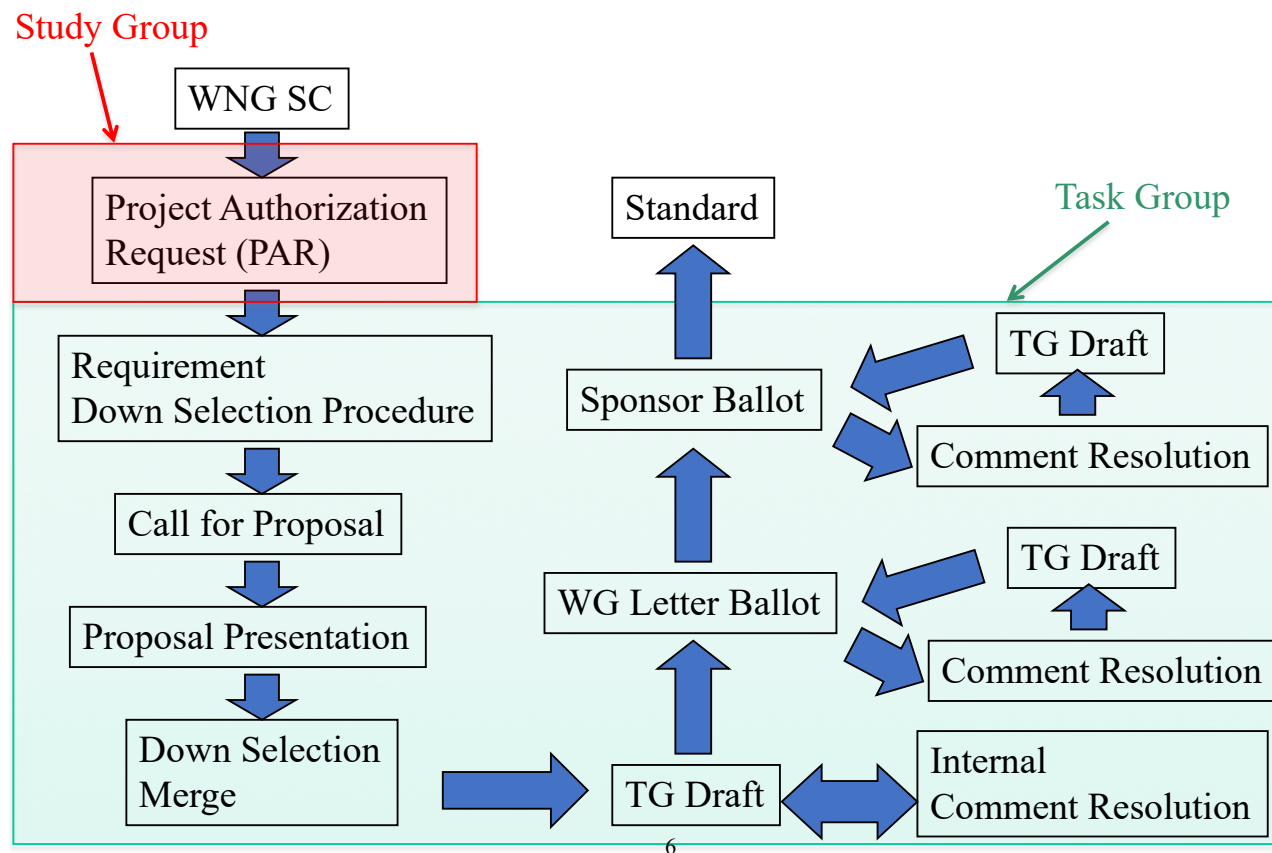 Study Group
WNG SC
Project Authorization
Request (PAR)
Requirement
Down Selection Procedure
Call for Proposal
Proposal Presentation
Down Selection
Merge
Standard
Sponsor Ballot
WG Letter Ballot
TG Draft
Task Group
TG Draft
Comment Resolution
TG Draft
Comment Resolution
Internal
Comment Resolution
6